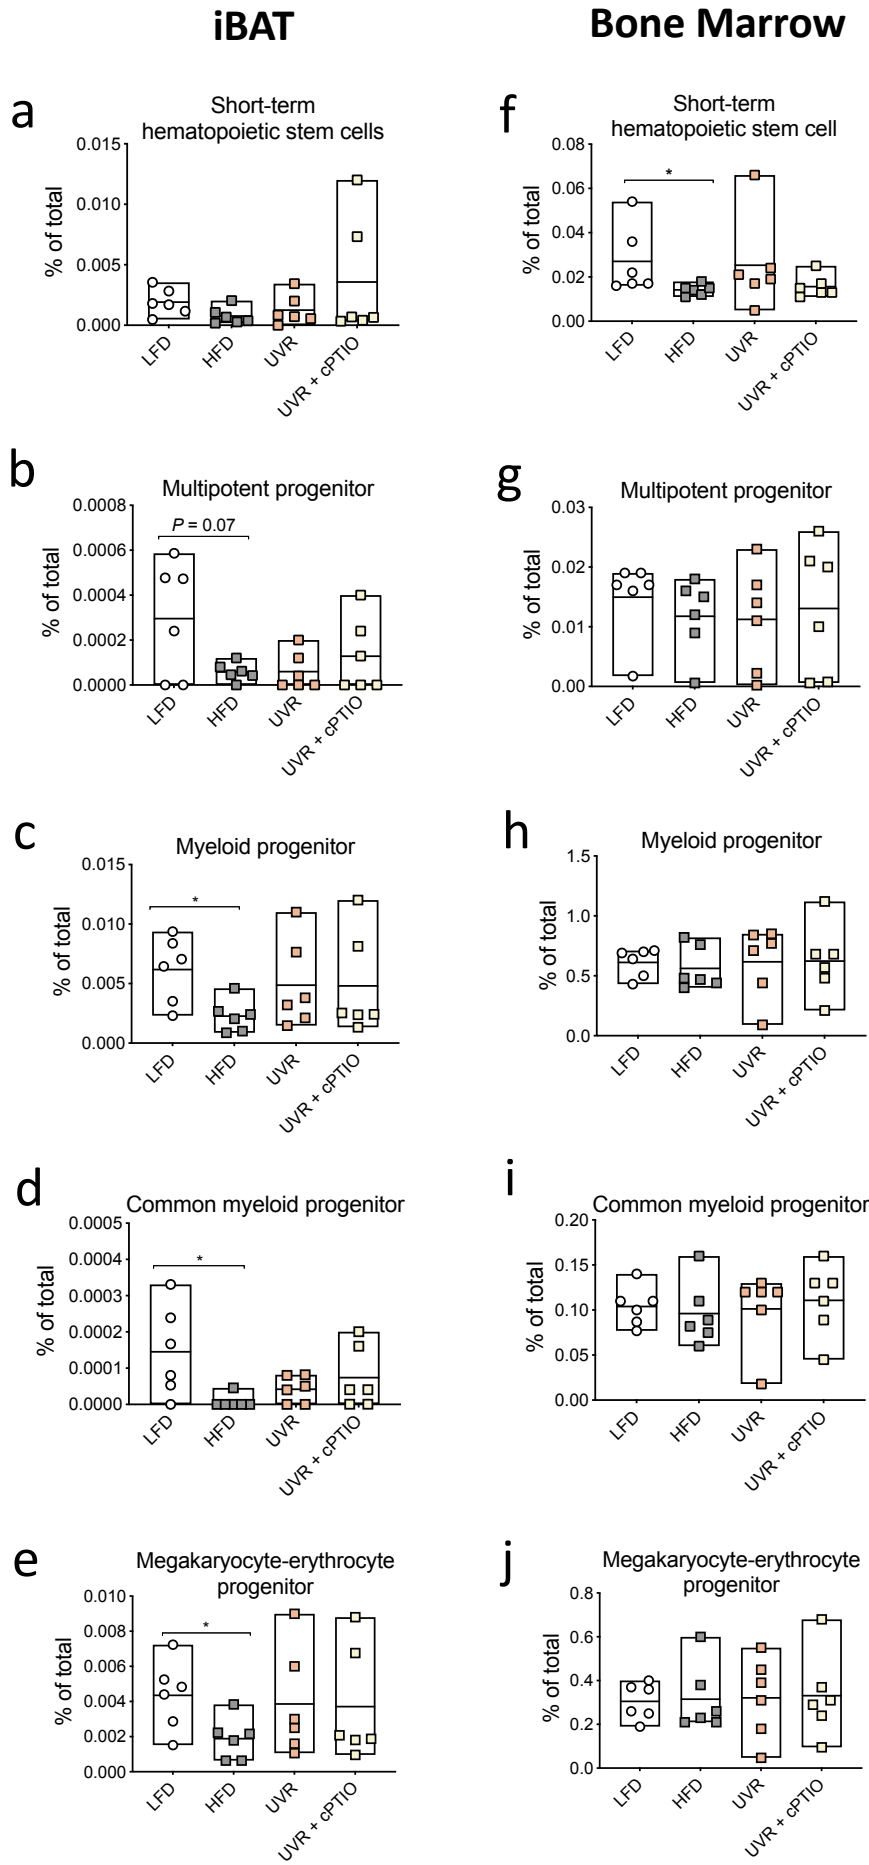 iBAT
Bone Marrow
a
Short-term
hematopoietic stem cells
% of total
0.015
0.010
0.005
0.000
LFD
HFD
UVR
UVR + cPTIO
f
Short-term
hematopoietic stem cell
% of total
0.08
0.06
0.04
0.02
0.00
*
LFD
HFD
UVR
UVR + cPTIO
b
Multipotent progenitor
% of total
0.0008
0.0006
0.0004
0.0002
0.0000
P = 0.07
LFD
HFD
UVR
UVR + cPTIO
g
Multipotent progenitor
% of total
0.03
0.02
0.01
0.00
LFD
HFD
UVR
UVR + cPTIO
c
Myeloid progenitor
% of total
0.015
0.010
0.005
0.000
*
LFD
HFD
UVR
UVR + cPTIO
h
Myeloid progenitor
% of total
1.5
1.0
0.5
0.0
LFD
HFD
UVR
UVR + cPTIO
d
Common myeloid progenitor
% of total
0.0005
0.0004
0.0003
0.0002
0.0001
0.0000
*
LFD
HFD
UVR
UVR + cPTIO
i
Common myeloid progenitor
% of total
0.20
0.15
0.10
0.05
0.00
LFD
HFD
UVR
UVR + cPTIO
e
Megakaryocyte-erythrocyte
progenitor
% of total
0.010
0.008
0.006
0.004
0.002
0.000
*
LFD
HFD
UVR
UVR + cPTIO
j
Megakaryocyte-erythrocyte
progenitor
% of total
0.8
0.6
0.4
0.2
0.0
LFD
HFD
UVR
UVR + cPTIO